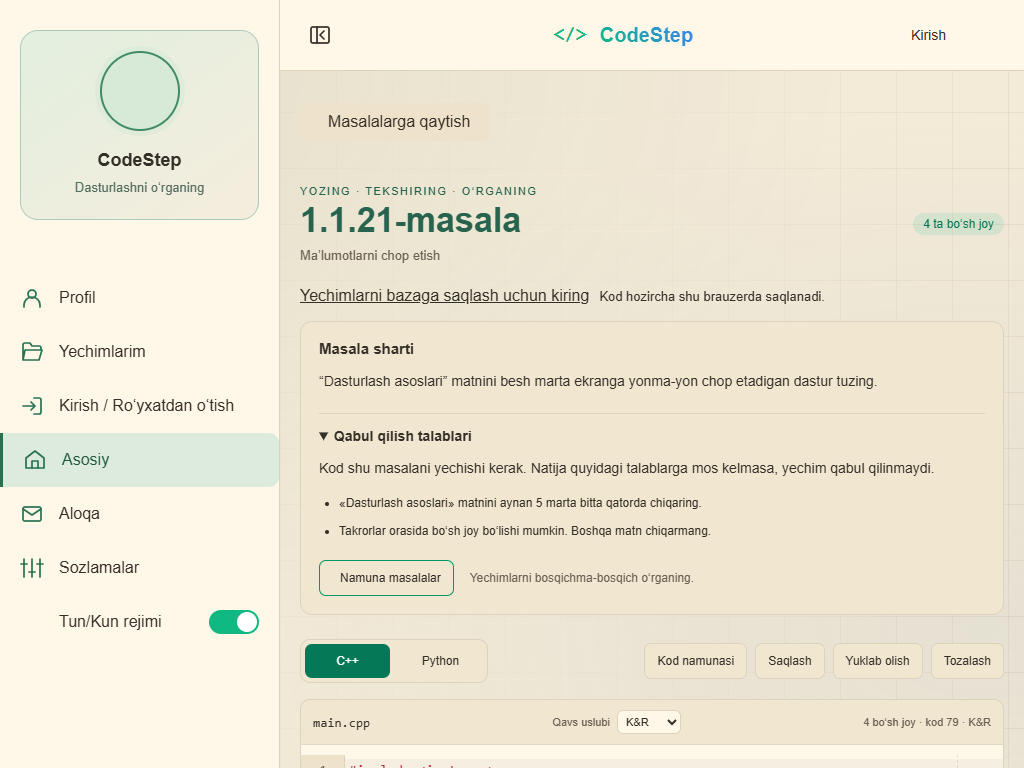 CodeStep
Dasturlashni o‘rganing
Profil
Yechimlarim
Kirish / Ro‘yxatdan o‘tish
Asosiy
Aloqa
Sozlamalar
Tun/Kun rejimi
</> CodeStep
Kirish
Masalalarga qaytish
YOZING · TEKSHIRING · O‘RGANING
1.1.21-masala
4 ta bo‘sh joy
Ma’lumotlarni chop etish
Yechimlarni bazaga saqlash uchun kiring Kod hozircha shu brauzerda saqlanadi.
Masala sharti
“Dasturlash asoslari” matnini besh marta ekranga yonma-yon chop etadigan dastur tuzing.
▼ Qabul qilish talablari
Kod shu masalani yechishi kerak. Natija quyidagi talablarga mos kelmasa, yechim qabul qilinmaydi.
• «Dasturlash asoslari» matnini aynan 5 marta bitta qatorda chiqaring.
• Takrorlar orasida bo‘sh joy bo‘lishi mumkin. Boshqa matn chiqarmang.
Namuna masalalar Yechimlarni bosqichma-bosqich o‘rganing.
C++ Python Kod namunasi Saqlash Yuklab olish Tozalash
main.cpp Qavs uslubi K&R 4 bo‘sh joy · kod 79 · K&R